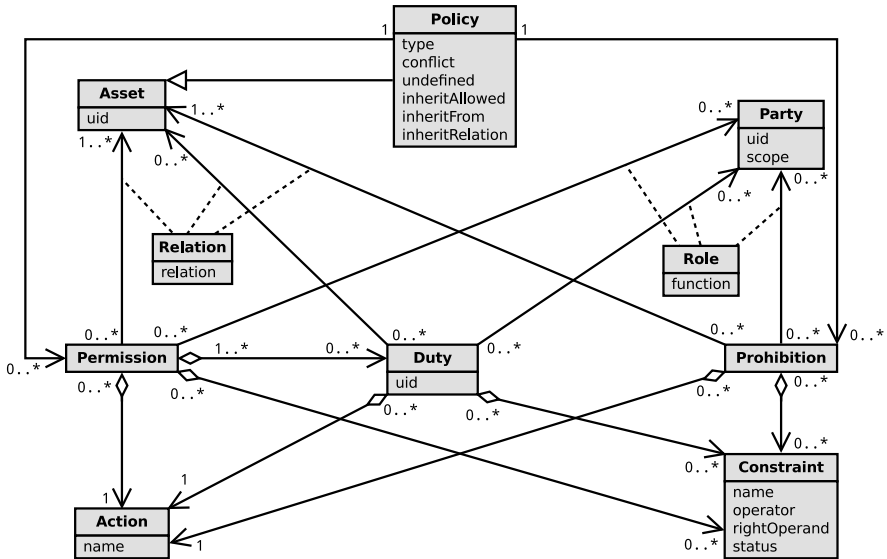 1
Policy
1
type
conflict
undefined
inheritAllowed
inheritFrom
inheritRelation
Asset
uid
1..*
0..*
Party
uid
scope
1..*
0..*
0..*
0..*
Relation
relation
Role
function
0..*
0..*
0..*
0..*
0..*
0..*
0..*
0..*
Permission
1..*
0..*
Duty
uid
Prohibition
0..*
0..*
0..*
0..*
0..*
0..*
0..*
0..*
Constraint
name
operator
rightOperand
status
1
1
Action
name
1
0..*